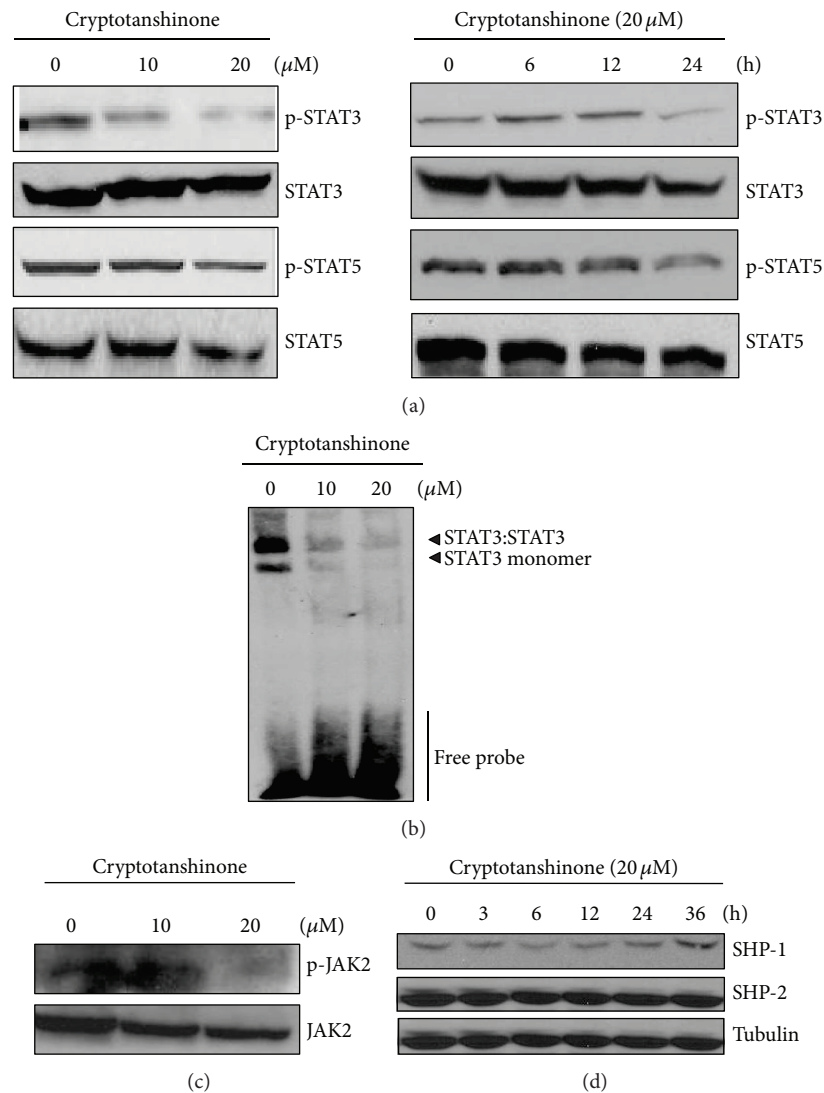 Cryptotanshinone
0 10 20 (μM)
p-STAT3
STAT3
p-STAT5
STAT5
Cryptotanshinone (20 μM)
0 6 12 24 (h)
p-STAT3
STAT3
p-STAT5
STAT5
(a)
Cryptotanshinone
0 10 20 (μM)
STAT3:STAT3
STAT3 monomer
Free probe
(b)
Cryptotanshinone
0 10 20 (μM)
p-JAK2
JAK2
(c)
Cryptotanshinone (20 μM)
0 3 6 12 24 36 (h)
SHP-1
SHP-2
Tubulin
(d)